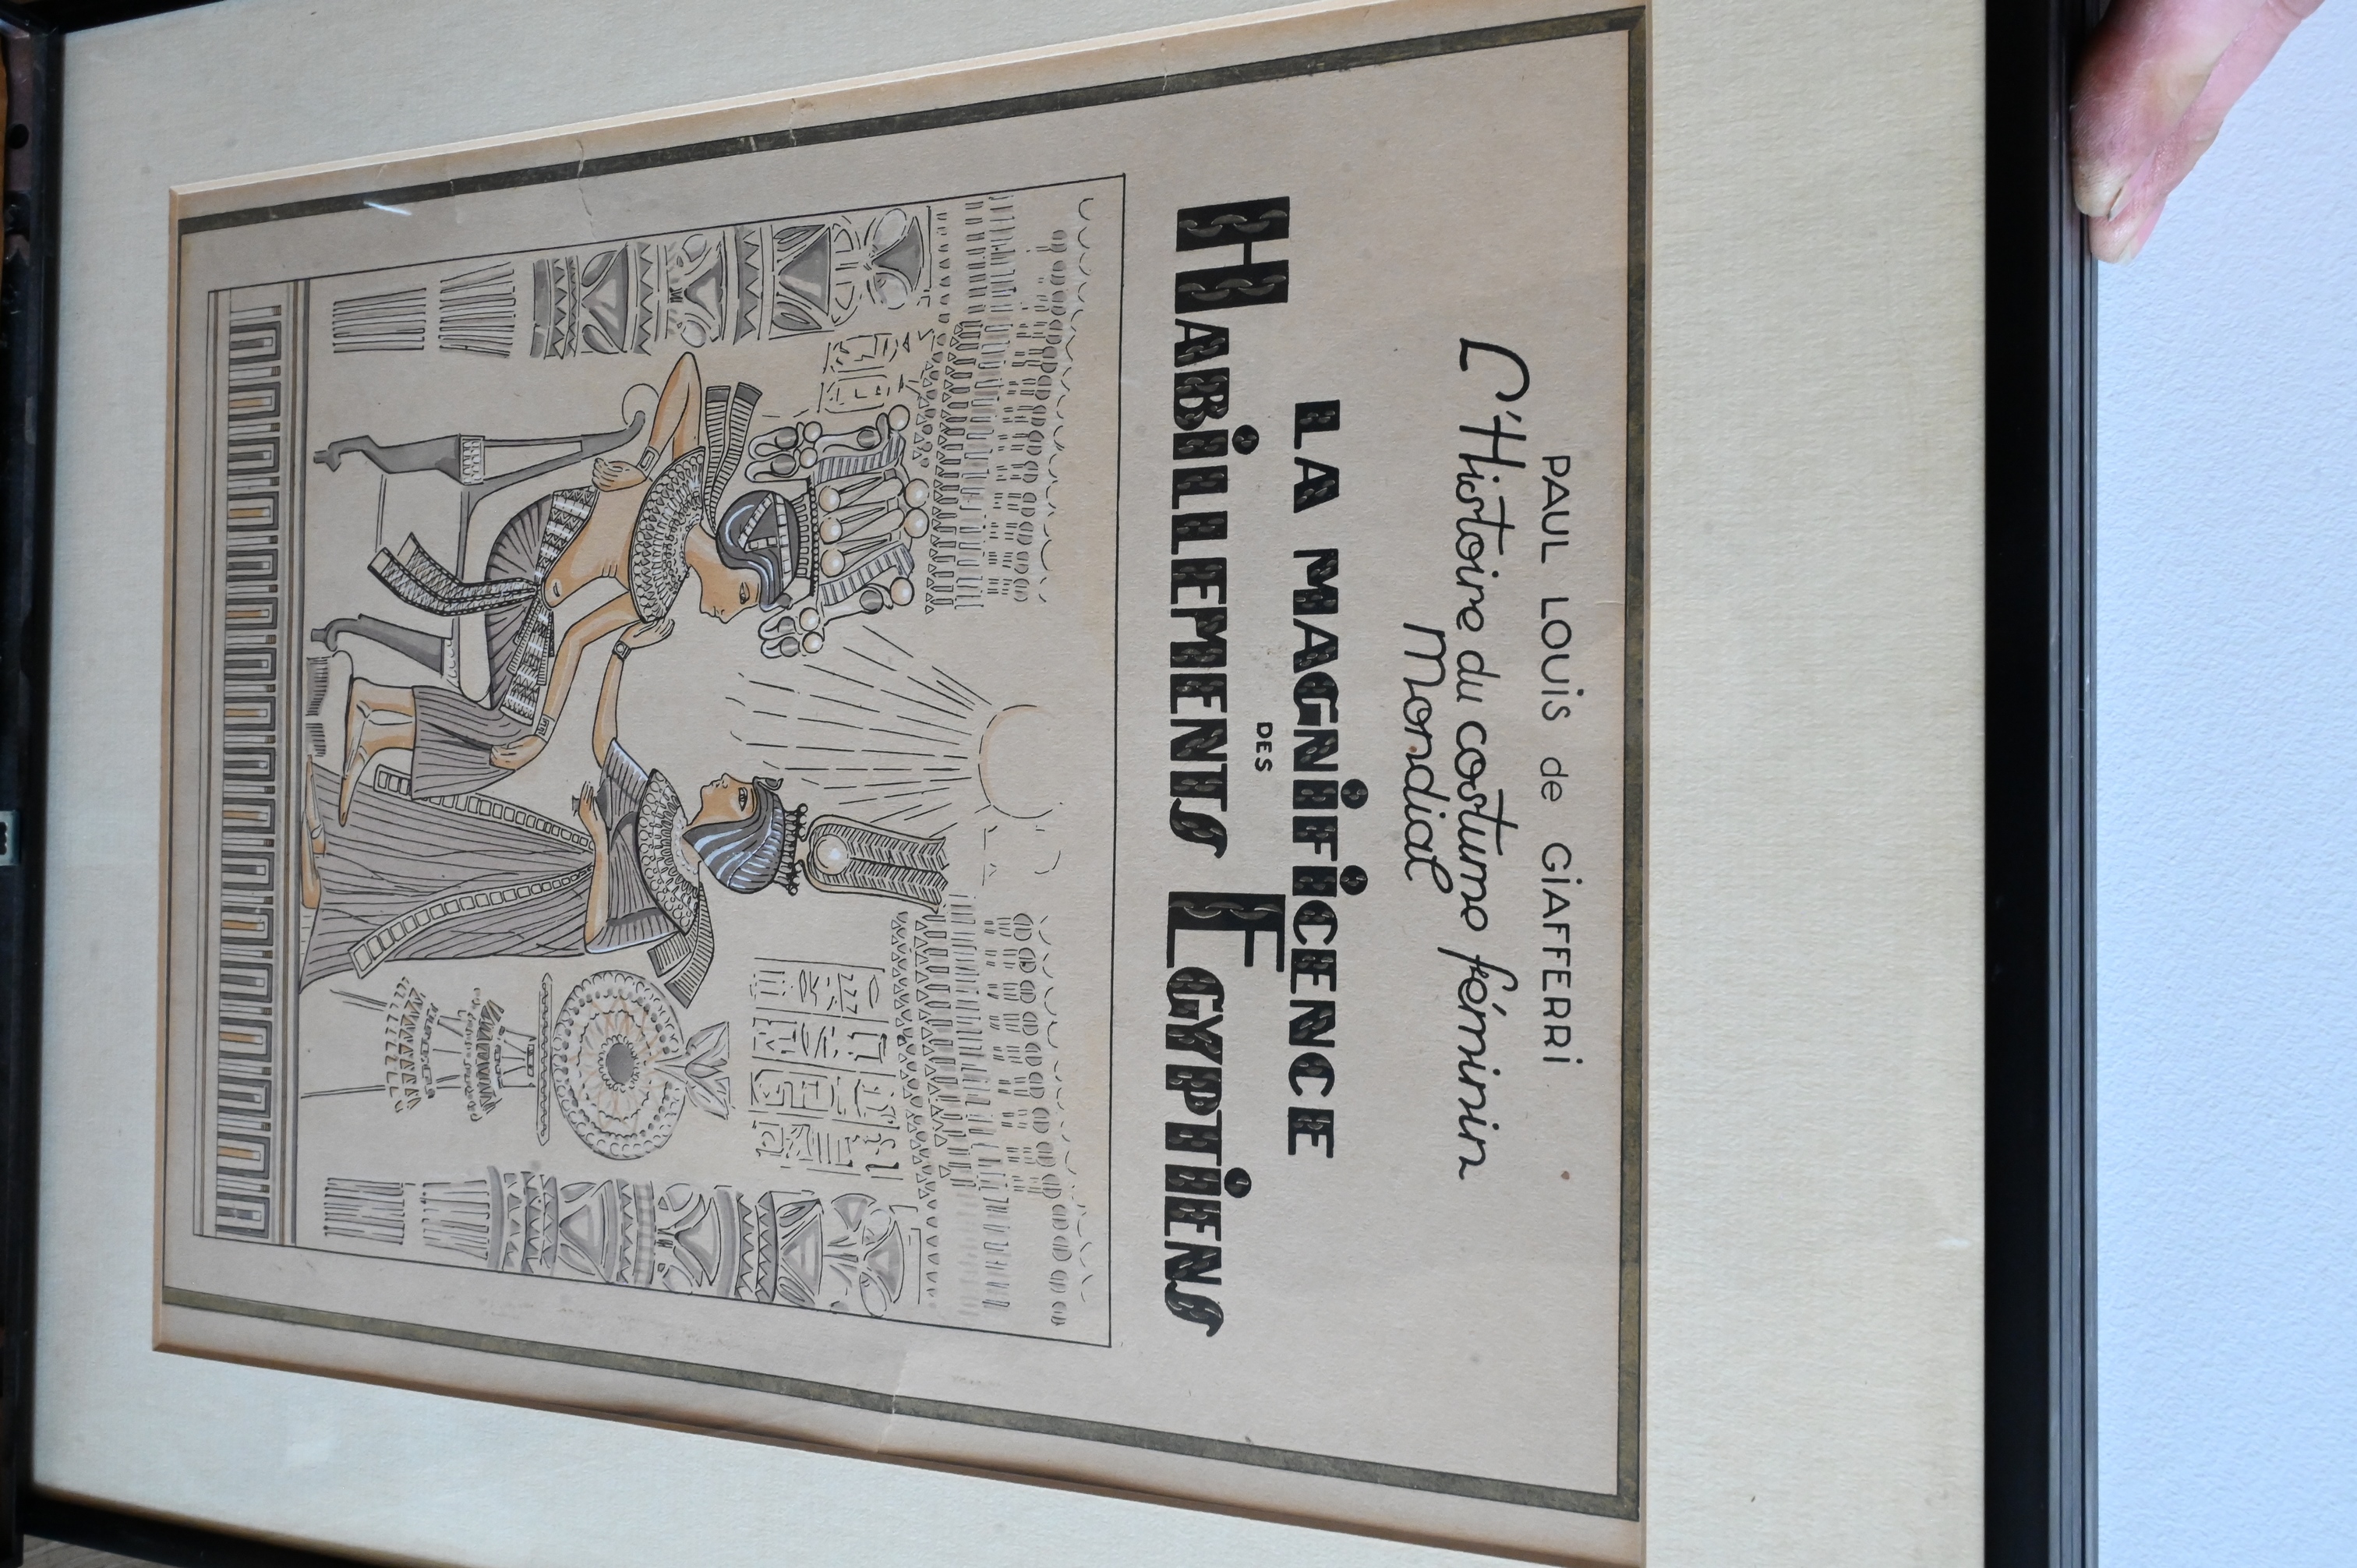 PAUL LOUiS de GiAFFERRi
L'Histoire du costume féminin
Mondial
LA MAGNiFiCENCE
DES
HABiLLEMENTS EGYPTiENS